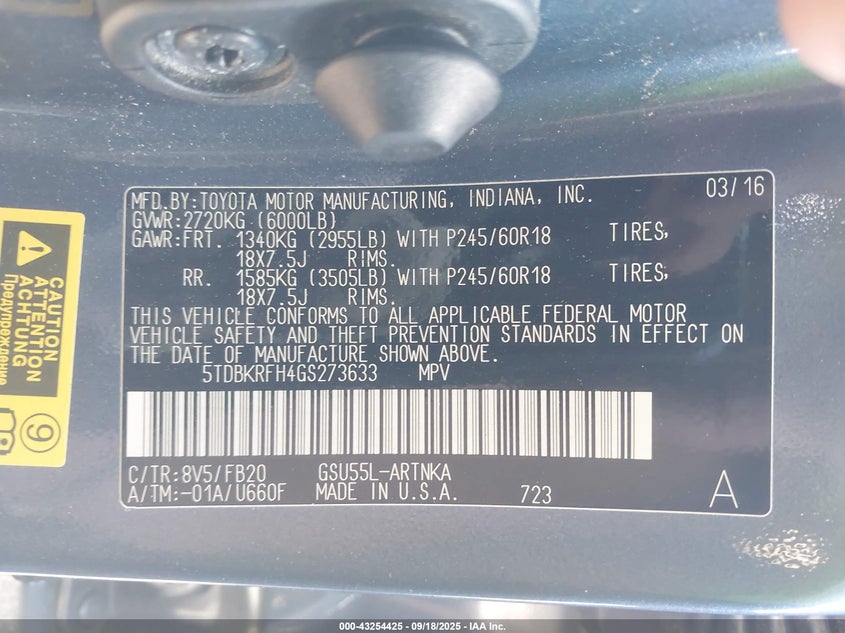 MFD.BY:TOYOTA MOTOR MANUFACTURING, INDIANA, INC. 03/16
GVWR:2720KG (6000LB)
GAWR:FRT. 1340KG (2955LB) WITH P245/60R18 TIRES,
18X7.5J RIMS.
RR. 1585KG (3505LB) WITH P245/60R18 TIRES,
18X7.5J RIMS.
THIS VEHICLE CONFORMS TO ALL APPLICABLE FEDERAL MOTOR
VEHICLE SAFETY AND THEFT PREVENTION STANDARDS IN EFFECT ON
THE DATE OF MANUFACTURE SHOWN ABOVE.
5TDBKRFH4GS273633 MPV
C/TR:8V5/FB20 GSU55L-ARTNKA
A/TM:-01A/U660F MADE IN U.S.A. 723 A
CAUTION
ATTENTION
ACHTUNG
Предупреждение
9
000-43254425 - 09/18/2025 - IAA Inc.